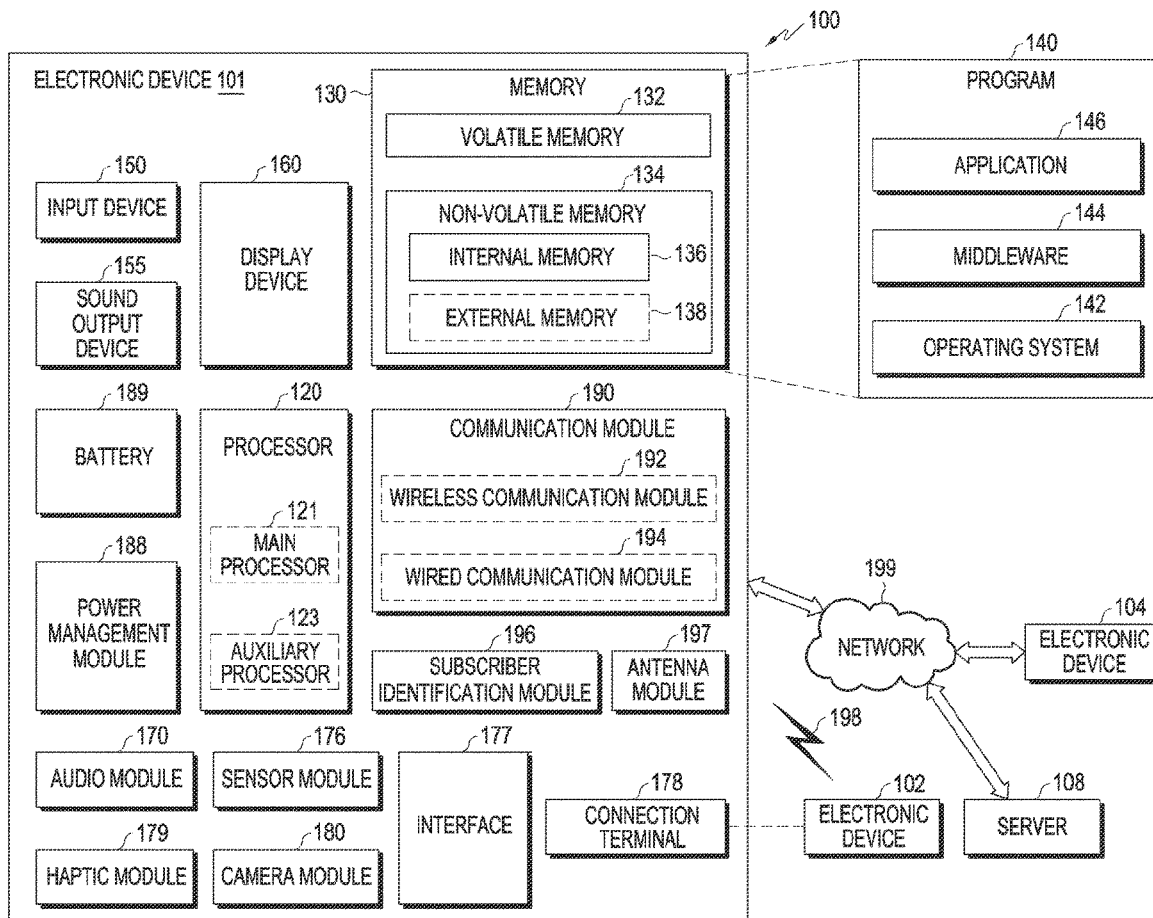 100
ELECTRONIC DEVICE 101
130
MEMORY
132
VOLATILE MEMORY
134
NON-VOLATILE MEMORY
INTERNAL MEMORY
136
EXTERNAL MEMORY
138
140
PROGRAM
146
APPLICATION
144
MIDDLEWARE
142
OPERATING SYSTEM
150
INPUT DEVICE
160
DISPLAY
DEVICE
155
SOUND
OUTPUT
DEVICE
189
BATTERY
120
PROCESSOR
121
MAIN
PROCESSOR
123
AUXILIARY
PROCESSOR
190
COMMUNICATION MODULE
192
WIRELESS COMMUNICATION MODULE
194
WIRED COMMUNICATION MODULE
188
POWER
MANAGEMENT
MODULE
196
SUBSCRIBER
IDENTIFICATION MODULE
197
ANTENNA
MODULE
199
NETWORK
104
ELECTRONIC
DEVICE
198
170
AUDIO MODULE
176
SENSOR MODULE
177
INTERFACE
178
CONNECTION
TERMINAL
102
ELECTRONIC
DEVICE
108
SERVER
179
HAPTIC MODULE
180
CAMERA MODULE